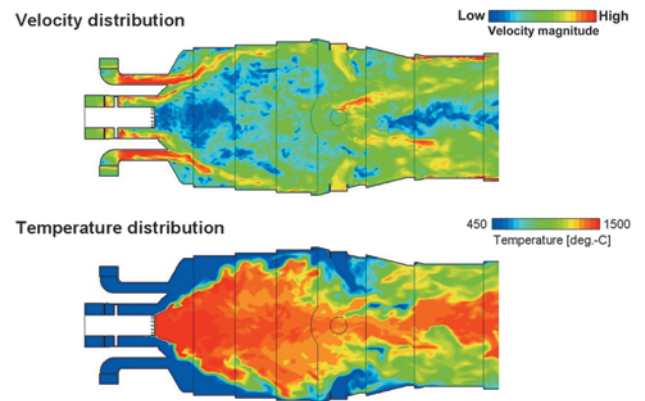 Velocity distribution
Low High
Velocity magnitude
Temperature distribution
450 1500
Temperature [deg.-C]